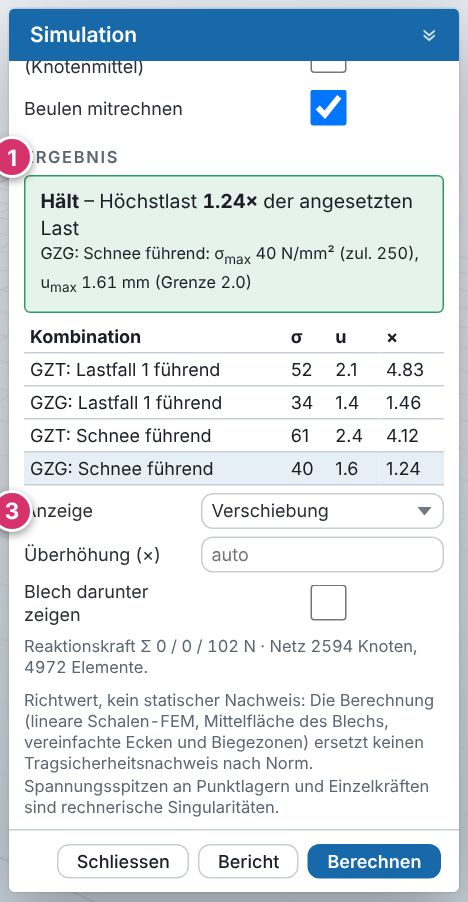 Simulation
(Knotenmittel)
Beulen mitrechnen
1
ERGEBNIS
Hält – Höchstlast 1.24× der angesetzten
Last
GZG: Schnee führend: σmax 40 N/mm² (zul. 250),
umax 1.61 mm (Grenze 2.0)
Kombination σ u ×
GZT: Lastfall 1 führend 52 2.1 4.83
GZG: Lastfall 1 führend 34 1.4 1.46
GZT: Schnee führend 61 2.4 4.12
GZG: Schnee führend 40 1.6 1.24
3
Anzeige Verschiebung
Überhöhung (×) auto
Blech darunter
zeigen
Reaktionskraft Σ 0 / 0 / 102 N · Netz 2594 Knoten,
4972 Elemente.
Richtwert, kein statischer Nachweis: Die Berechnung
(lineare Schalen-FEM, Mittelfläche des Blechs,
vereinfachte Ecken und Biegezonen) ersetzt keinen
Tragsicherheitsnachweis nach Norm.
Spannungsspitzen an Punktlagern und Einzelkräften
sind rechnerische Singularitäten.
Schliessen Bericht Berechnen